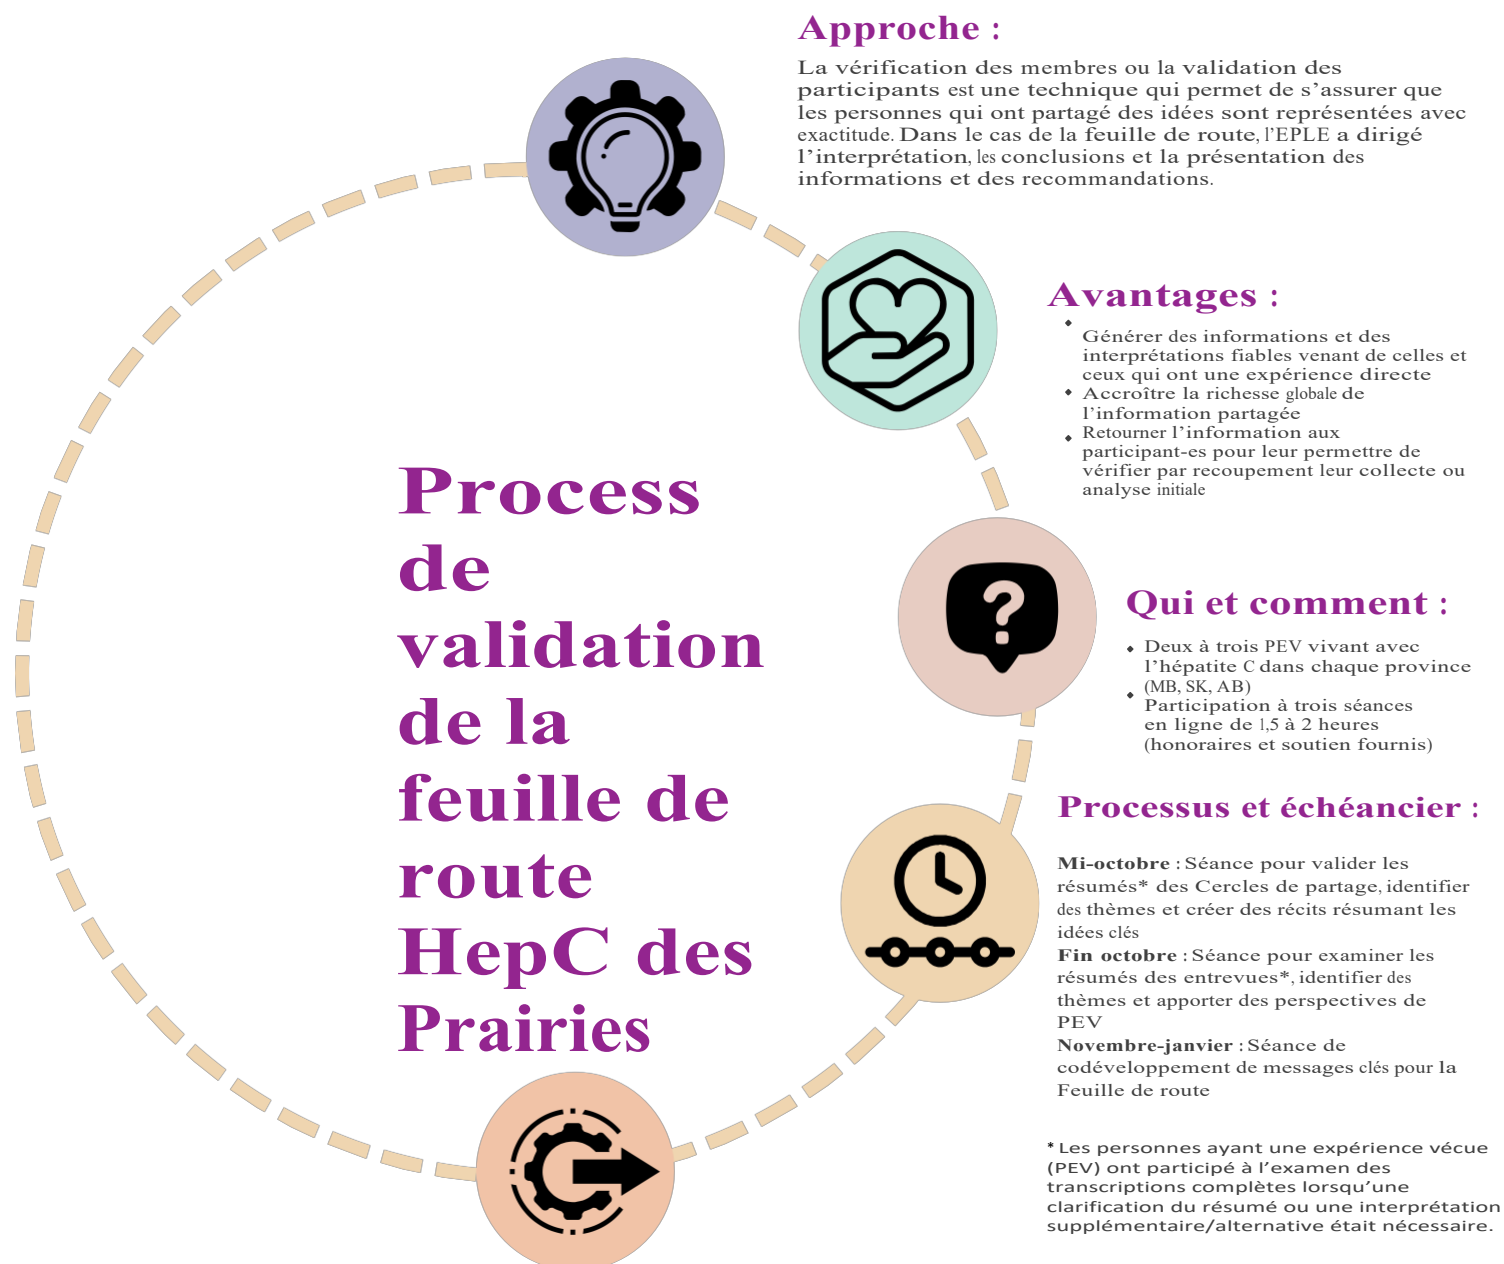 Approche :
La vérification des membres ou la validation des
participants est une technique qui permet de s’assurer que
les personnes qui ont partagé des idées sont représentées avec
exactitude. Dans le cas de la feuille de route, l’EPLE a dirigé
l’interprétation, les conclusions et la présentation des
informations et des recommandations.
Avantages :
Générer des informations et des
interprétations fiables venant de celles et
ceux qui ont une expérience directe
Accroître la richesse globale de
l’information partagée
Retourner l’information aux
participant-es pour leur permettre de
vérifier par recoupement leur collecte ou
analyse initiale
Process
de
validation
de la
feuille de
route
HepC des
Prairies
Qui et comment :
Deux à trois PEV vivant avec
l’hépatite C dans chaque province
(MB, SK, AB)
Participation à trois séances
en ligne de 1,5 à 2 heures
(honoraires et soutien fournis)
Processus et échéancier :
Mi-octobre : Séance pour valider les
résumés* des Cercles de partage, identifier
des thèmes et créer des récits résumant les
idées clés
Fin octobre : Séance pour examiner les
résumés des entrevues*, identifier des
thèmes et apporter des perspectives de
PEV
Novembre-janvier : Séance de
codéveloppement de messages clés pour la
Feuille de route
* Les personnes ayant une expérience vécue
(PEV) ont participé à l’examen des
transcriptions complètes lorsqu’une
clarification du résumé ou une interprétation
supplémentaire/alternative était nécessaire.